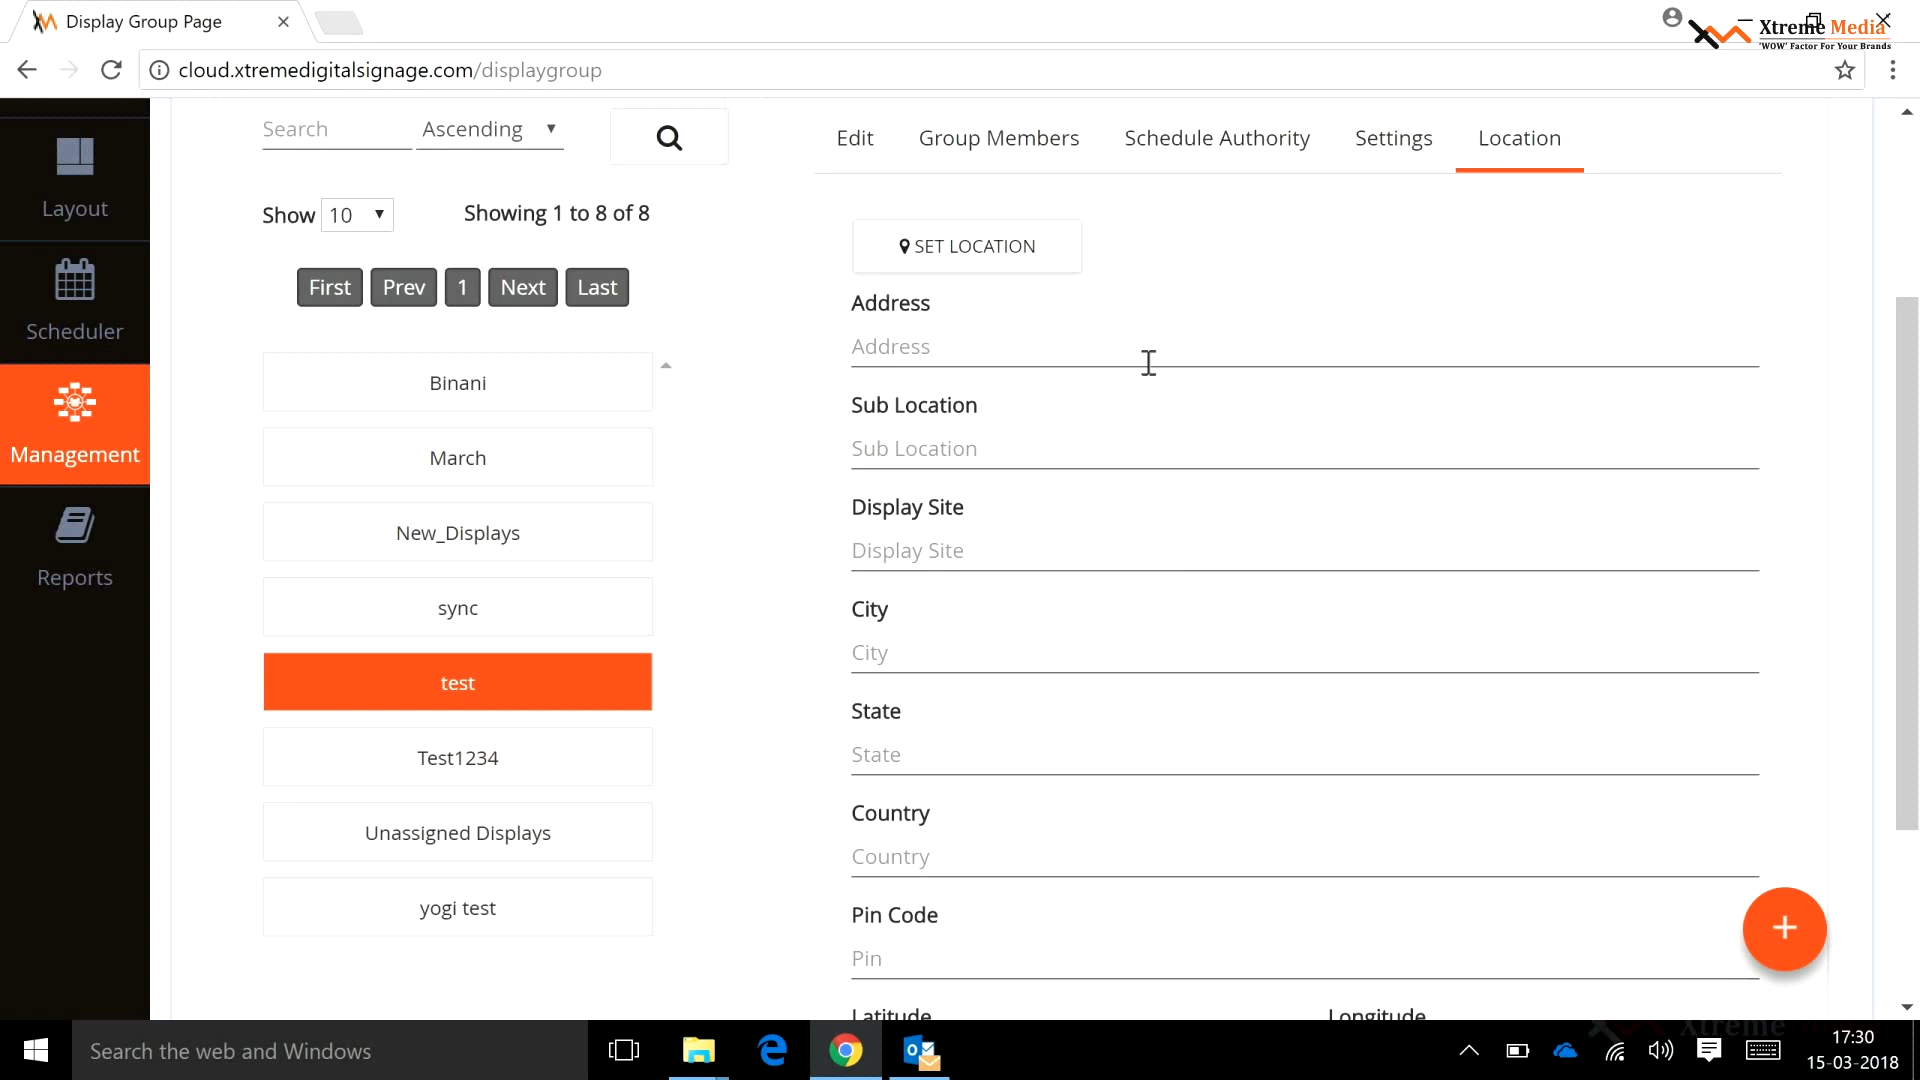 Display Group Page
Xtreme Media
'WOW' Factor For Your Brands
cloud.xtremedigitalsignage.com/displaygroup
Layout
Scheduler
Management
Reports
Search
Ascending
Show 10
Showing 1 to 8 of 8
First Prev 1 Next Last
Binani
March
New_Displays
sync
test
Test1234
Unassigned Displays
yogi test
Edit Group Members Schedule Authority Settings Location
SET LOCATION
Address
Address
Sub Location
Sub Location
Display Site
Display Site
City
City
State
State
Country
Country
Pin Code
Pin
Latitude Longitude
Xtreme
Search the web and Windows
17:30
15-03-2018